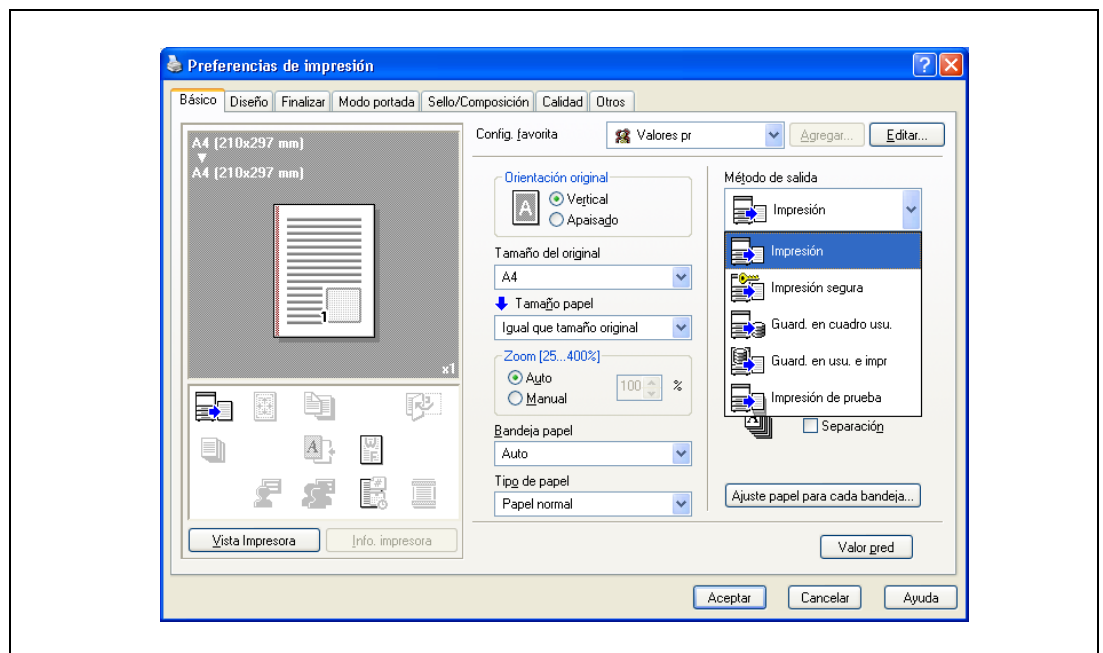 Preferencias de impresión
Básico Diseño Finalizar Modo portada Sello/Composición Calidad Otros
A4 (210x297 mm)
A4 (210x297 mm)
1
x1
Vista Impresora
Info. impresora
Config. favorita
Valores pr
Agregar...
Editar...
Orientación original
A
Vertical
Apaisado
Tamaño del original
A4
Tamaño papel
Igual que tamaño original
Zoom [25...400%]
Auto
Manual
100
%
Bandeja papel
Auto
Tipo de papel
Papel normal
Método de salida
Impresión
Impresión
Impresión segura
Guard. en cuadro usu.
Guard. en usu. e impr
Impresión de prueba
Separación
Ajuste papel para cada bandeja...
Valor pred
Aceptar
Cancelar
Ayuda